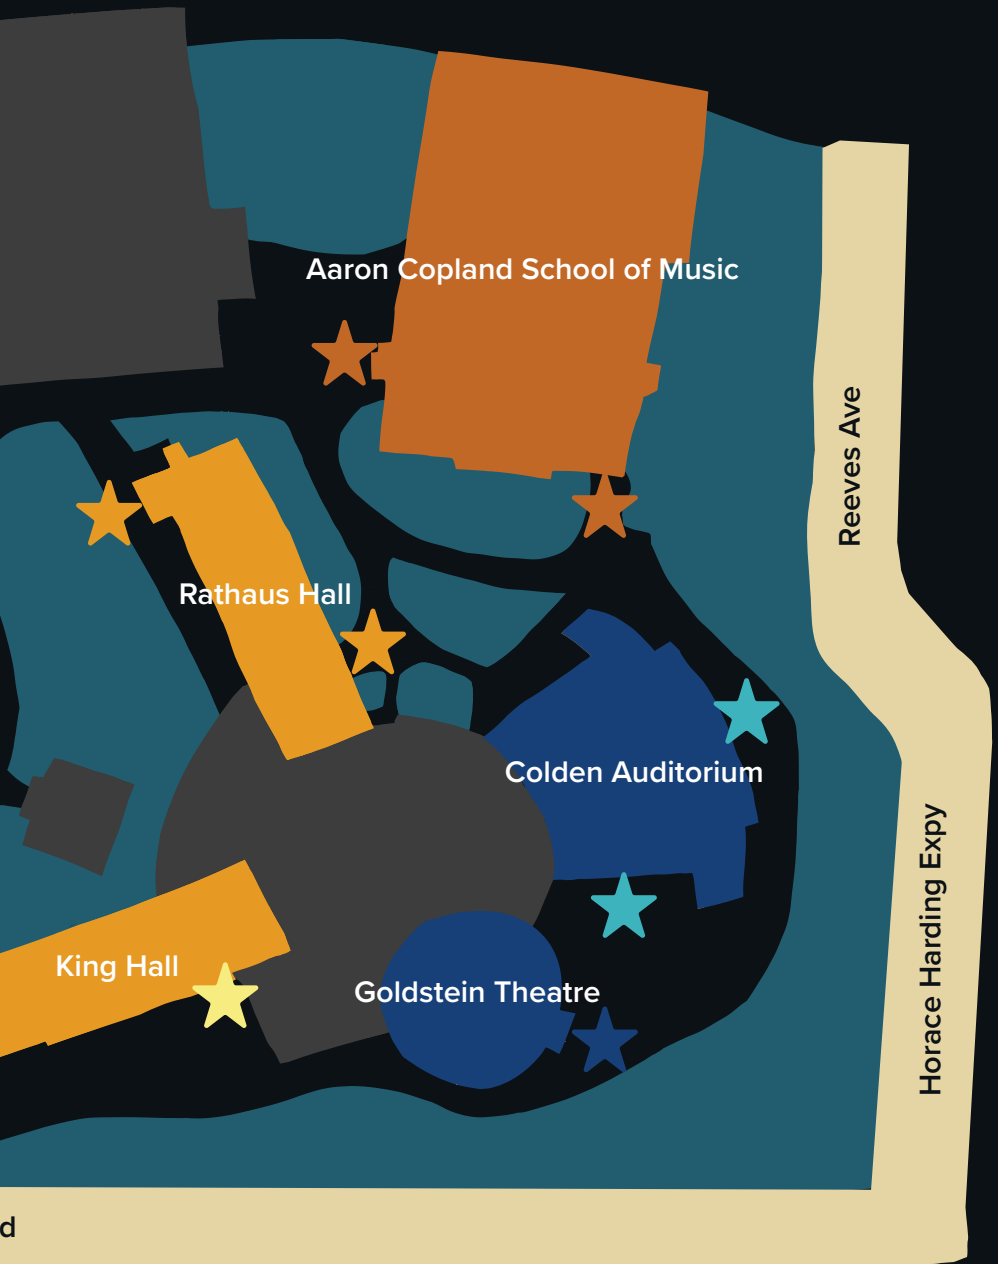 Aaron Copland School of Music
Reeves Ave
Rathaus Hall
Colden Auditorium
Horace Harding Expy
King Hall
Goldstein Theatre
d